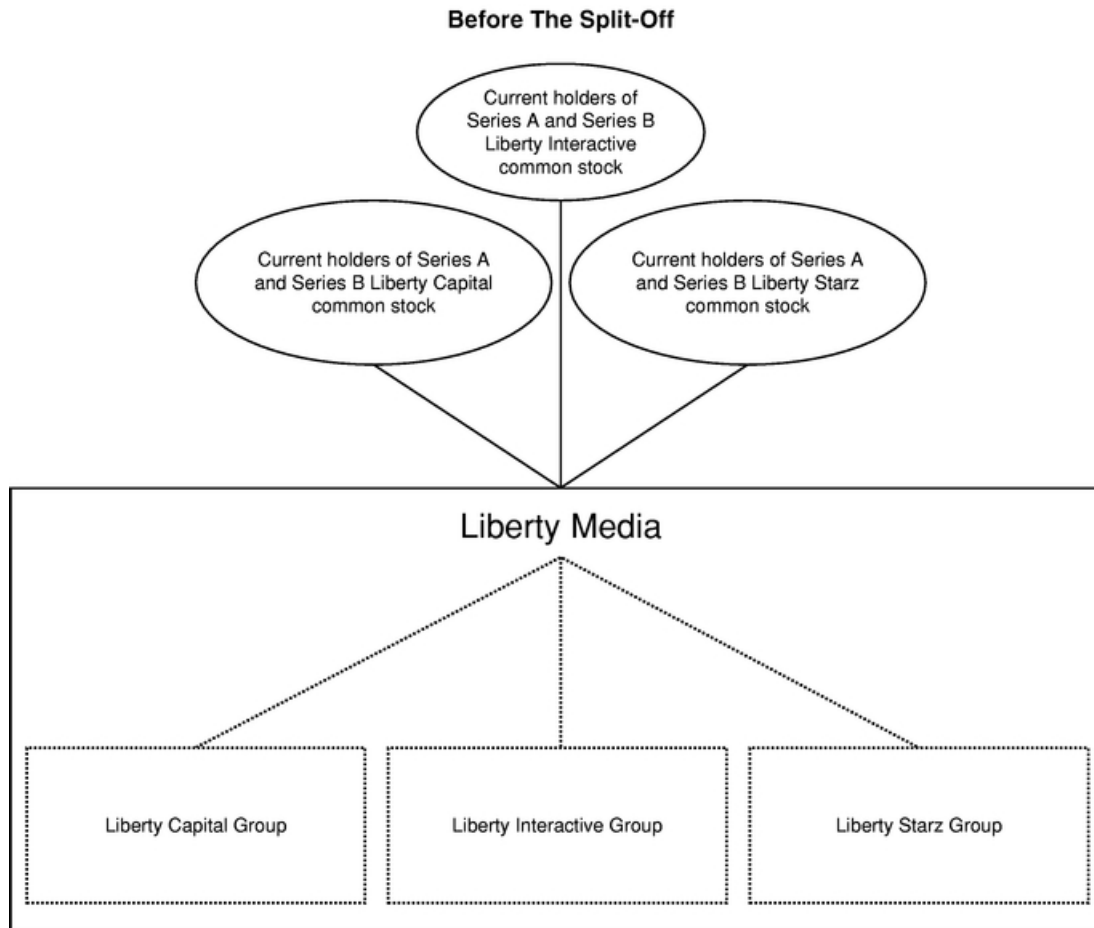 Before The Split-Off
Current holders of
Series A and Series B
Liberty Interactive
common stock
Current holders of Series A
and Series B Liberty Capital
common stock
Current holders of Series A
and Series B Liberty Starz
common stock
Liberty Media
Liberty Capital Group
Liberty Interactive Group
Liberty Starz Group